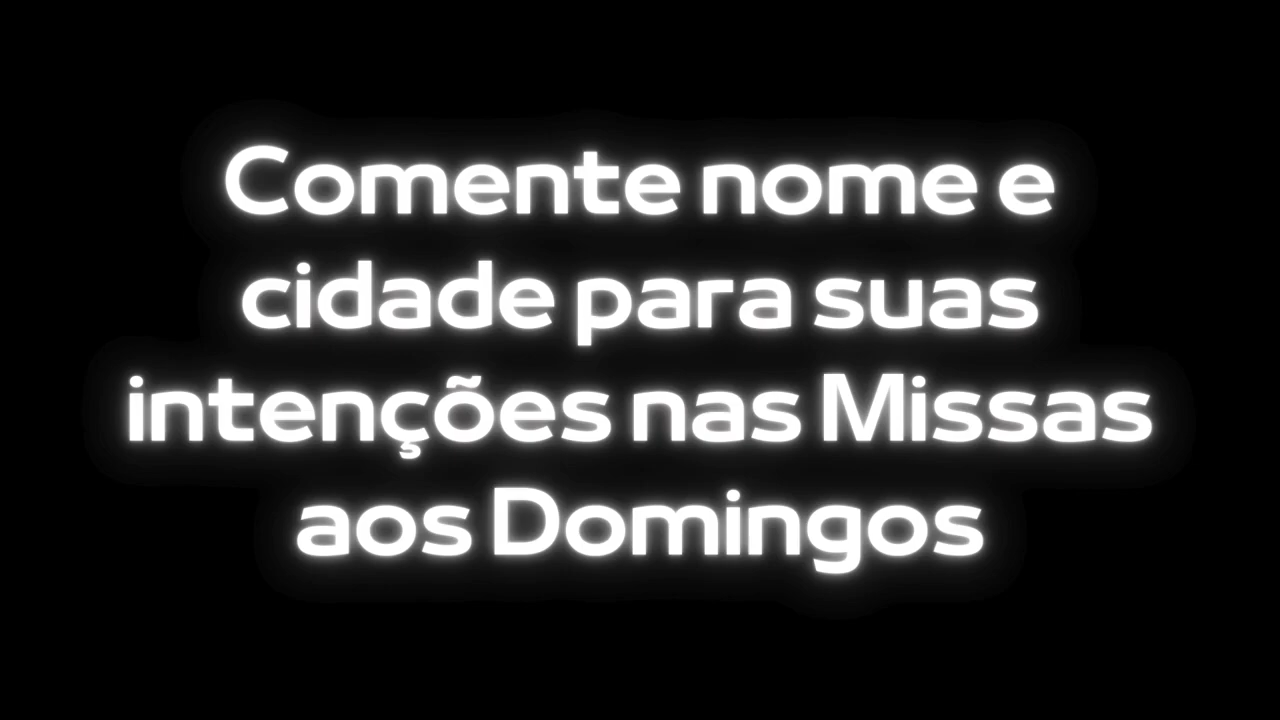 Comente nome e
cidade para suas
intenções nas Missas
aos Domingos